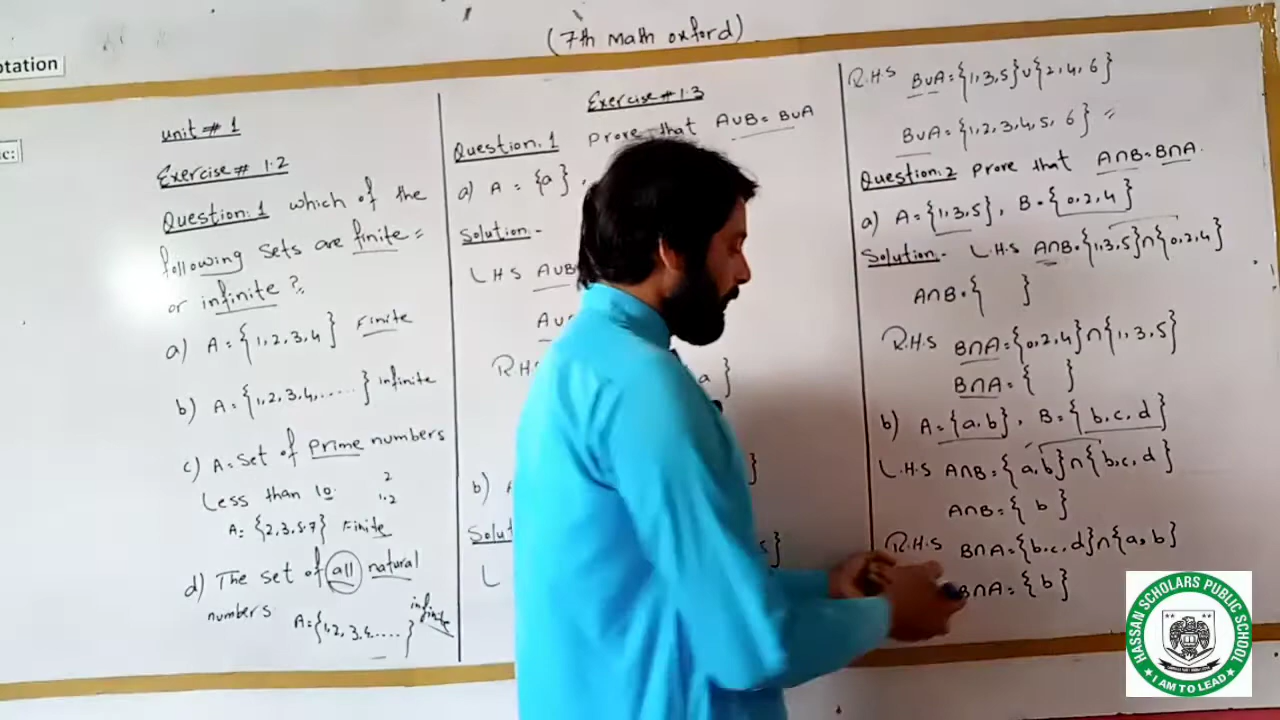 (7th math oxford)
otation
ic:
unit # 1
Exercise # 1.2
Question:1 which of the
following sets are finite
or infinite ?
a) A = {1,2,3,4} Finite
b) A = {1,2,3,4,.....} infinite
c) A = Set of Prime numbers
Less than 10
2
1,2
A = {2,3,5,7} Finite
d) The set of all natural
numbers
A = {1,2,3,4.....} infinite
Exercise # 1.3
Question.1 Prove that A∪B = B∪A
a) A = {a},
Solution.-
L H S A∪B
R.H.S
a }
b)
}
L
5}
R.H.S B∪A = {1,3,5}∪{2,4,6}
B∪A = {1,2,3,4,5,6}
Question:2 Prove that A∩B = B∩A.
a) A = {1,3,5}, B = {0,2,4}
Solution.- L.H.S A∩B = {1,3,5}∩{0,2,4}
A∩B = { }
R.H.S B∩A = {0,2,4}∩{1,3,5}
B∩A = { }
b) A = {a,b}, B = {b,c,d}
L.H.S A∩B = {a,b}∩{b,c,d}
A∩B = { b }
R.H.S B∩A = {b,c,d}∩{a,b}
B∩A = { b }
HASSAN SCHOLARS PUBLIC SCHOOL
I AM TO LEAD